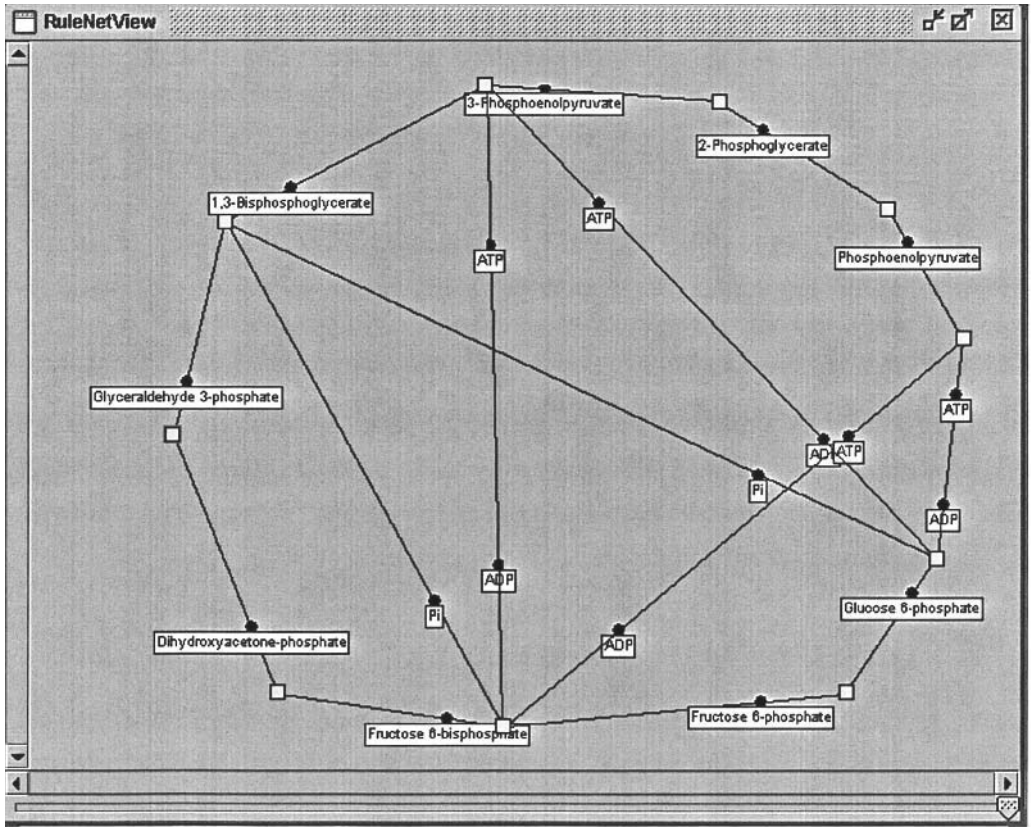 RuleNetView
3-Phosphoenolpyruvate
2-Phosphoglycerate
1,3-Bisphosphoglycerate
ATP
Phosphoenolpyruvate
ATP
Glyceraldehyde 3-phosphate
ATP
ATP
Pi
ADP
ADP
Glucose 6-phosphate
Pi
Dihydroxyacetone-phosphate
ADP
Fructose 6-phosphate
Fructose 6-bisphosphate